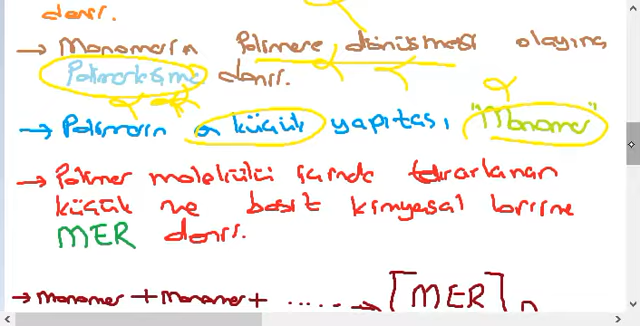 denir.
→ Monomerin Polimere dönüşmesi olayına
Polimerleşme denir.
→ Polimerin en küçük yapıtaşı, "Monomer"
→ Polimer molekülü içinde tekrarlanan
küçük ve basit kimyasal birime
MER denir.
→ monomer + monomer + ..... → [MER] n